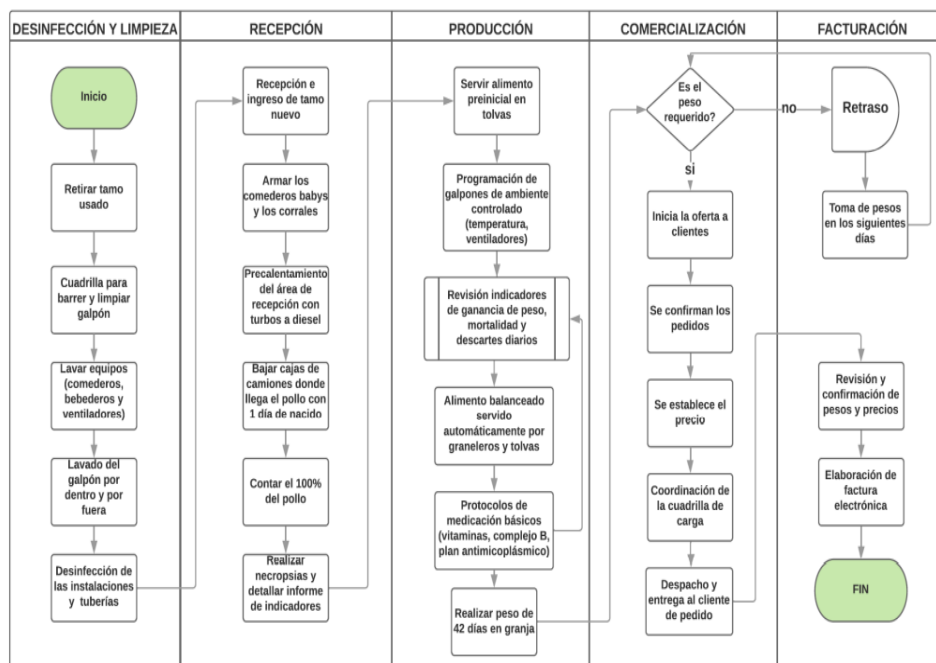 DESINFECCIÓN Y LIMPIEZA
RECEPCIÓN
PRODUCCIÓN
COMERCIALIZACIÓN
FACTURACIÓN
Inicio
Retirar tamo
usado
Cuadrilla para
barrer y limpiar
galpón
Lavar equipos
(comederos,
bebederos y
ventiladores)
Lavado del
galpón por
dentro y por
fuera
Desinfección de
las instalaciones
y tuberías
Recepción e
ingreso de tamo
nuevo
Armar los
comederos babys
y los corrales
Precalentamiento
del área de
recepción con
turbos a diesel
Bajar cajas de
camiones donde
llega el pollo con
1 día de nacido
Contar el 100%
del pollo
Realizar
necropsias y
detallar informe
de indicadores
Servir alimento
preinicial en
tolvas
Programación de
galpones de ambiente
controlado
(temperatura,
ventiladores)
Revisión indicadores
de ganancia de peso,
mortalidad y
descartes diarios
Alimento balanceado
servido
automáticamente por
graneleros y tolvas
Protocolos de
medicación básicos
(vitaminas, complejo B,
plan antimicoplásmico)
Realizar peso de
42 días en granja
Es el
peso
requerido?
no
si
Inicia la oferta a
clientes
Se confirman los
pedidos
Se establece el
precio
Coordinación de
la cuadrilla de
carga
Despacho y
entrega al cliente
de pedido
Retraso
Toma de pesos
en los siguientes
días
Revisión y
confirmación de
pesos y precios
Elaboración de
factura
electrónica
FIN